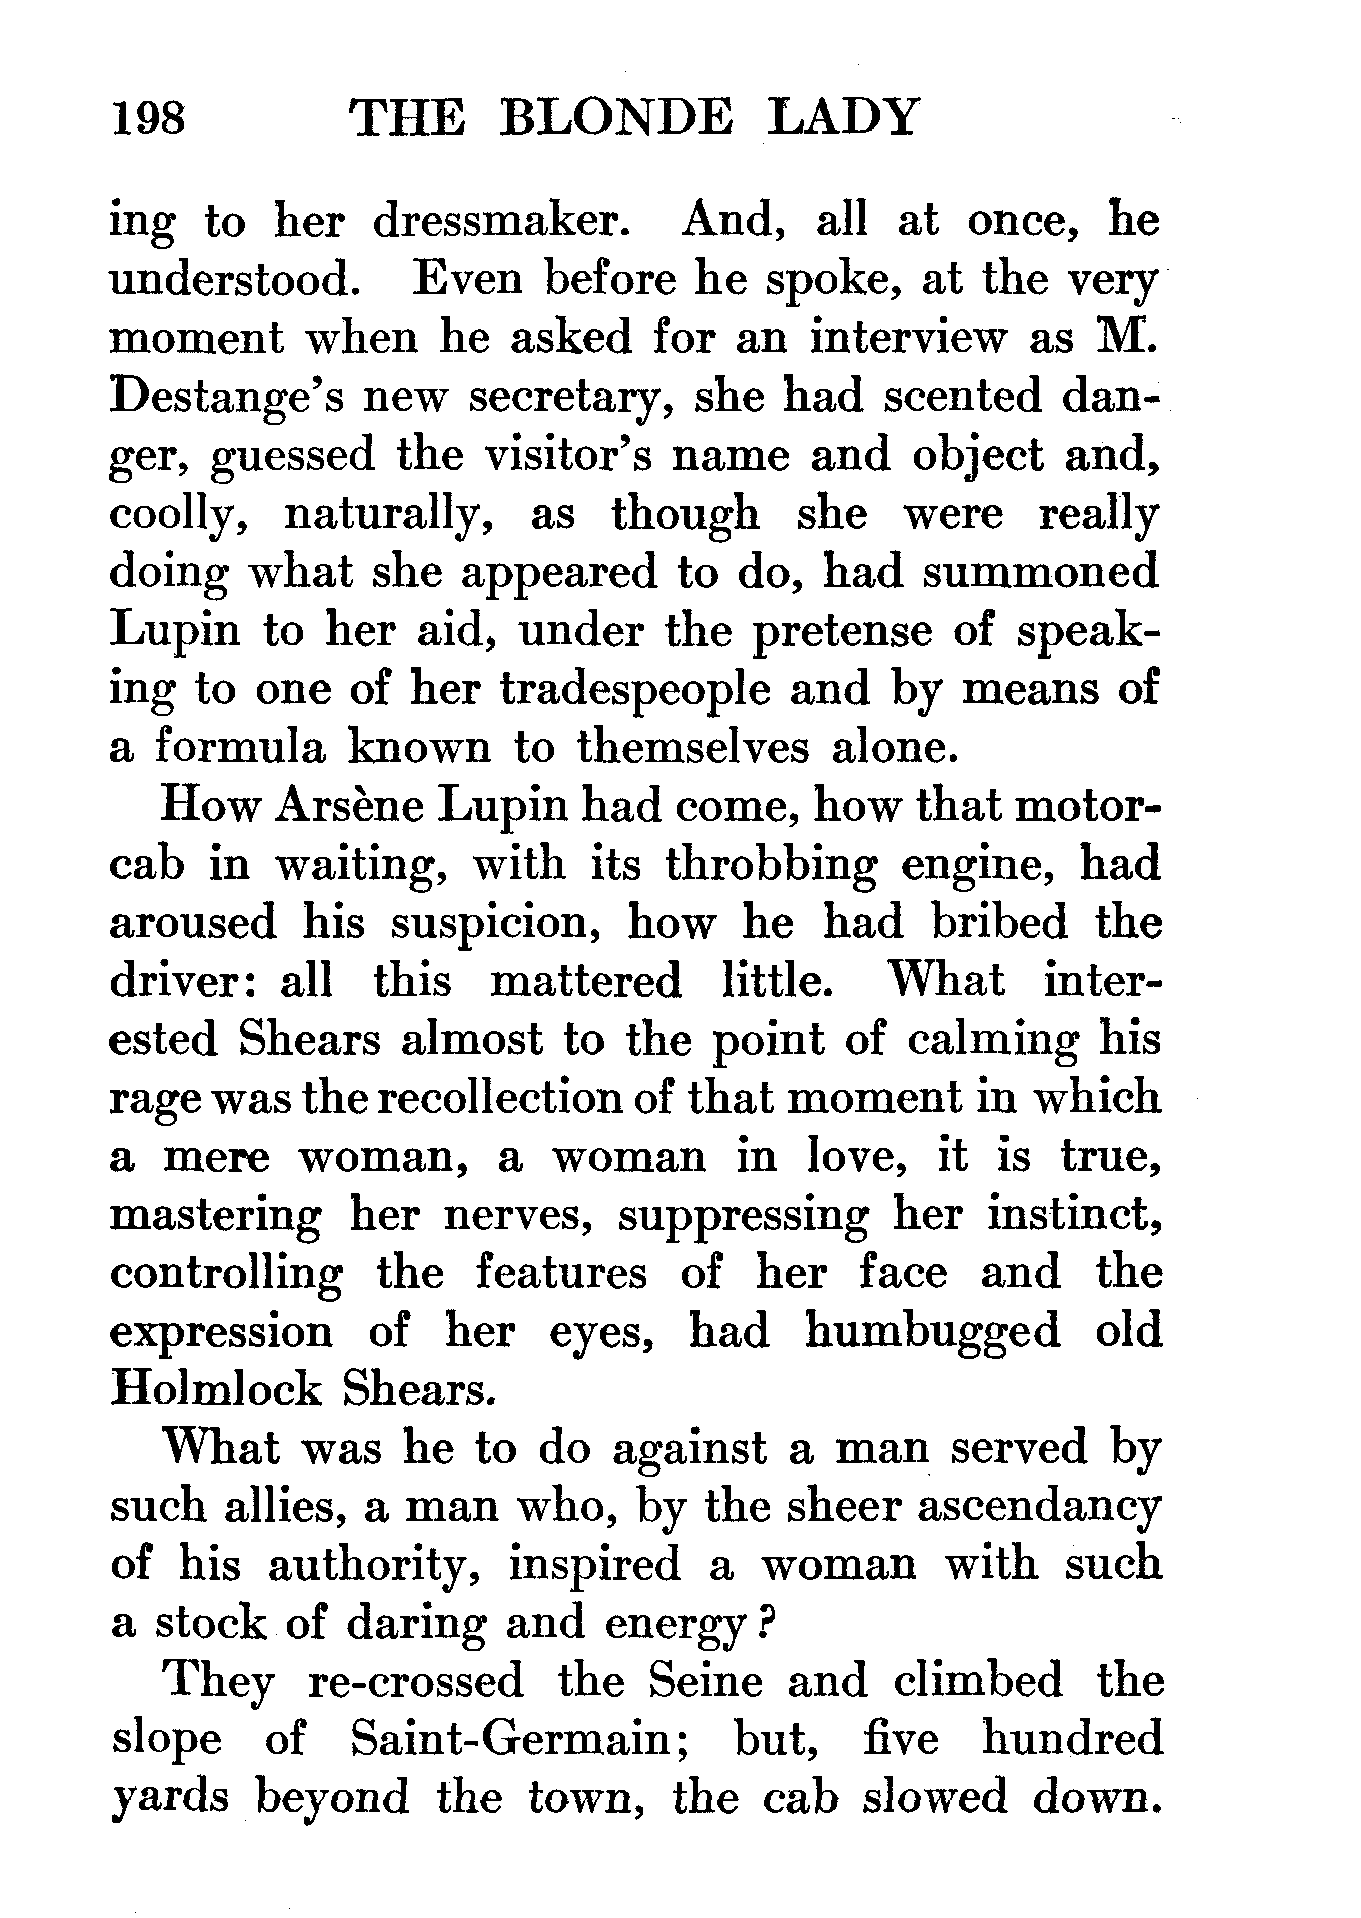 198 THE BLONDE LADY
ing to her dressmaker. And, all at once, he
understood. Even before he spoke, at the very
moment when he asked for an interview as M.
Destange's new secretary, she had scented dan-
ger, guessed the visitor's name and object and,
coolly, naturally, as though she were really
doing what she appeared to do, had summoned
Lupin to her aid, under the pretense of speak-
ing to one of her tradespeople and by means of
a formula known to themselves alone.
How Arsène Lupin had come, how that motor-
cab in waiting, with its throbbing engine, had
aroused his suspicion, how he had bribed the
driver: all this mattered little. What inter-
ested Shears almost to the point of calming his
rage was the recollection of that moment in which
a mere woman, a woman in love, it is true,
mastering her nerves, suppressing her instinct,
controlling the features of her face and the
expression of her eyes, had humbugged old
Holmlock Shears.
What was he to do against a man served by
such allies, a man who, by the sheer ascendancy
of his authority, inspired a woman with such
a stock of daring and energy?
They re-crossed the Seine and climbed the
slope of Saint-Germain; but, five hundred
yards beyond the town, the cab slowed down.